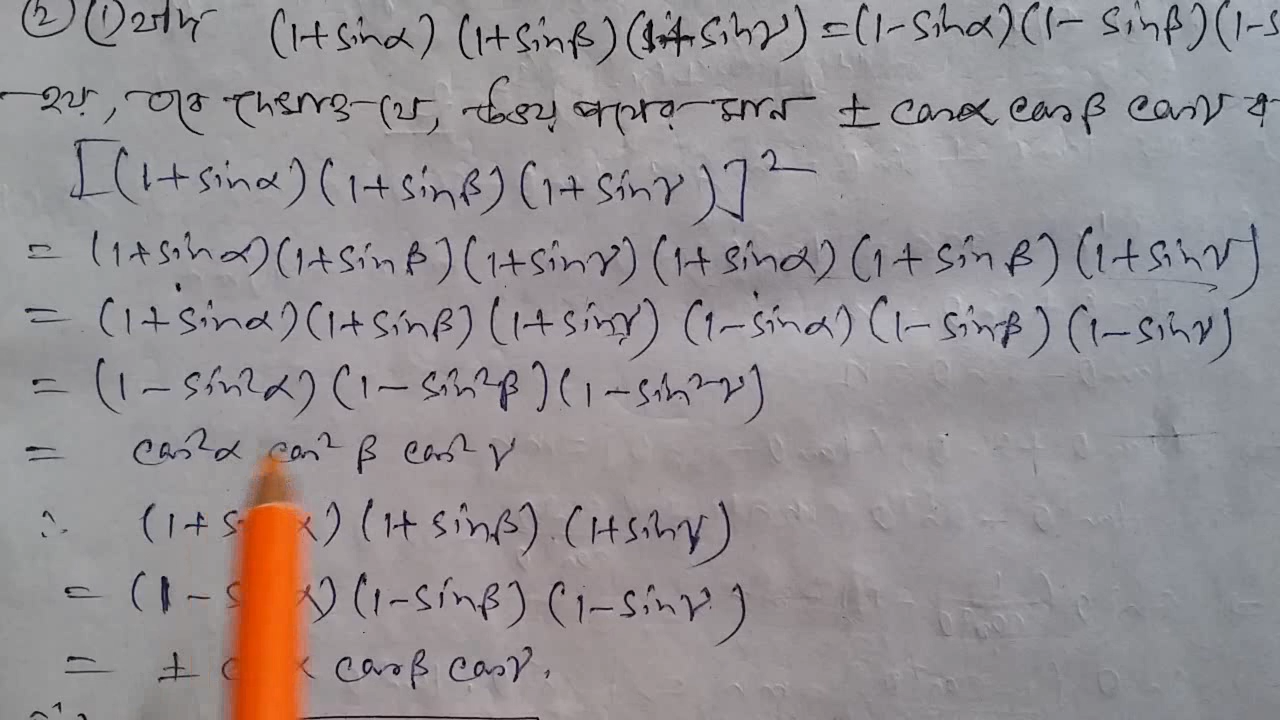 ② ① যদি (1+sinα) (1+sinβ) (1+sinγ) = (1-sinα) (1- sinβ) (1-s
হয়, তবে দেখাও যে, উভয় পক্ষের মান ± cosα cosβ cosγ
[(1+sinα) (1+sinβ) (1+sinγ)]²
= (1+sinα) (1+sinβ) (1+sinγ) (1+sinα) (1+sinβ) (1+sinγ)
= (1+sinα) (1+sinβ) (1+sinγ) (1-sinα) (1-sinβ) (1-sinγ)
= (1-sin²α) (1-sin²β) (1-sin²γ)
= cos²α cos²β cos²γ
∴ (1+s α) (1+sinβ) (1+sinγ)
= (1-s α) (1-sinβ) (1-sinγ)
= ± c cosβ cosγ.